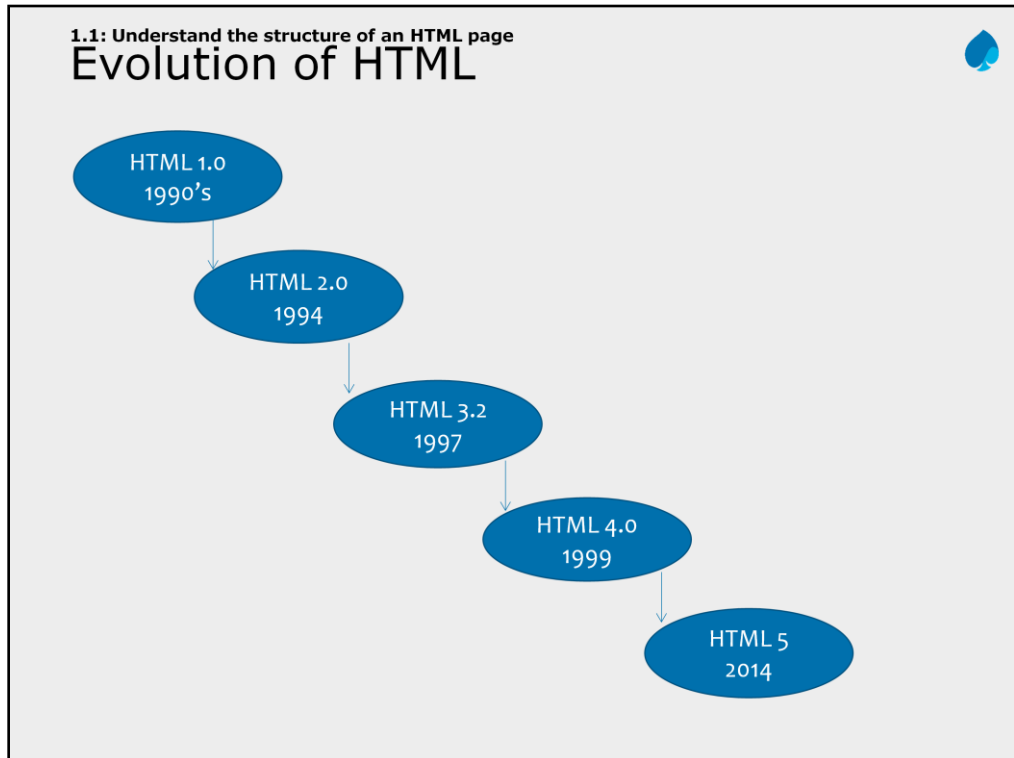 1.1: Understand the structure of an HTML page
Evolution of HTML
HTML 1.0
1990’s
HTML 2.0
1994
HTML 3.2
1997
HTML 4.0
1999
HTML 5
2014